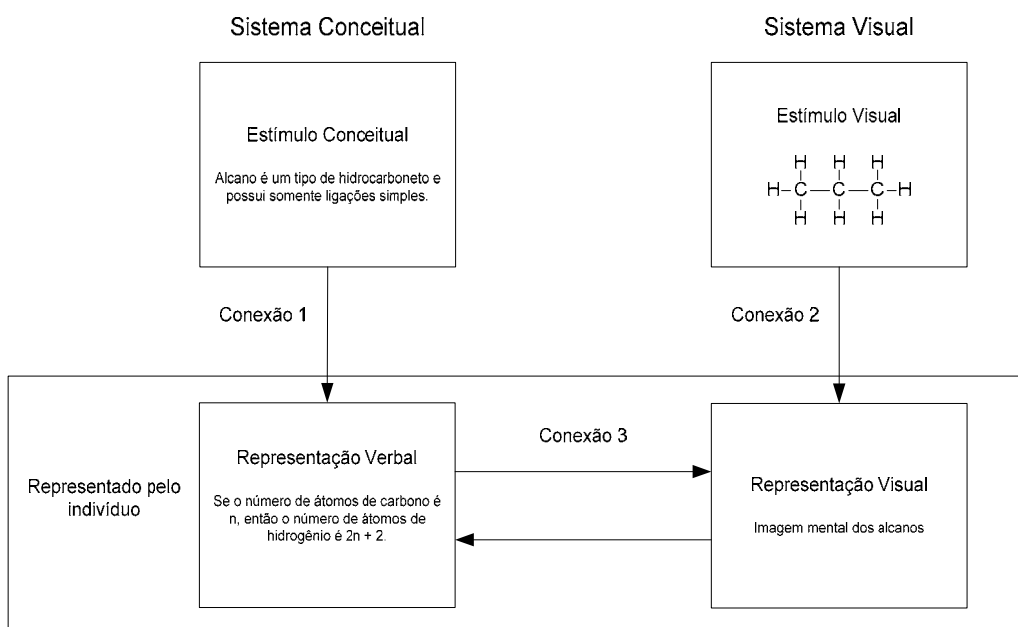 Sistema Conceitual
Sistema Visual
Estímulo Conceitual
Alcano é um tipo de hidrocarboneto e
possui somente ligações simples.
Estímulo Visual
H H H
H-C-C-C-H
H H H
Conexão 1
Conexão 2
Representado pelo
indivíduo
Representação Verbal
Se o número de átomos de carbono é
n, então o número de átomos de
hidrogênio é 2n + 2.
Conexão 3
Representação Visual
Imagem mental dos alcanos